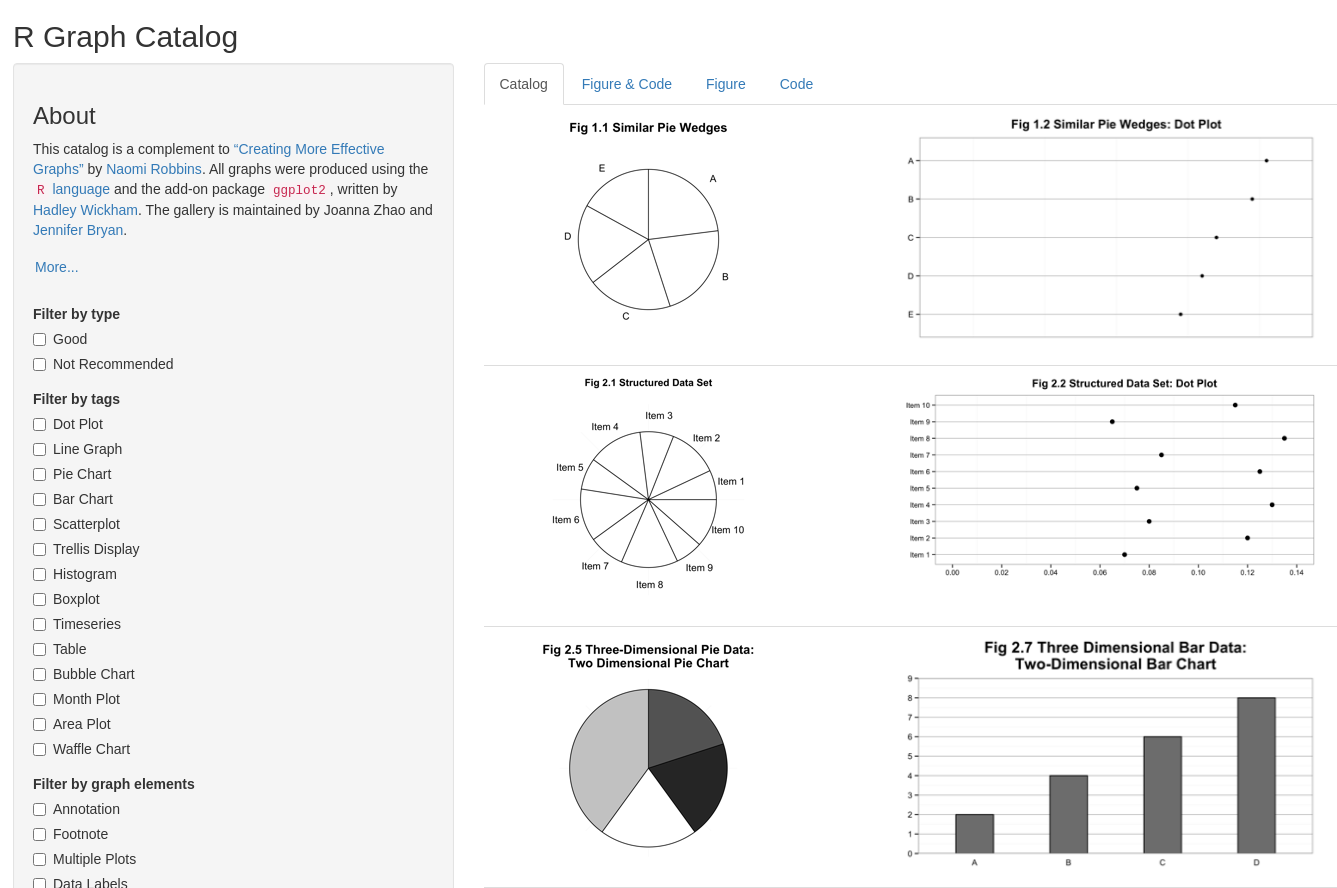 R Graph Catalog
About
This catalog is a complement to “Creating More Effective
Graphs” by Naomi Robbins. All graphs were produced using the
R language and the add-on package ggplot2 , written by
Hadley Wickham. The gallery is maintained by Joanna Zhao and
Jennifer Bryan.
More...
Filter by type
Good
Not Recommended
Filter by tags
Dot Plot
Line Graph
Pie Chart
Bar Chart
Scatterplot
Trellis Display
Histogram
Boxplot
Timeseries
Table
Bubble Chart
Month Plot
Area Plot
Waffle Chart
Filter by graph elements
Annotation
Footnote
Multiple Plots
Data Labels
Catalog Figure & Code Figure Code
Fig 1.1 Similar Pie Wedges
E
A
D
B
C
Fig 1.2 Similar Pie Wedges: Dot Plot
A
B
C
D
E
Fig 2.1 Structured Data Set
Item 3
Item 4
Item 2
Item 5
Item 1
Item 6
Item 10
Item 7
Item 9
Item 8
Fig 2.2 Structured Data Set: Dot Plot
Item 10
Item 9
Item 8
Item 7
Item 6
Item 5
Item 4
Item 3
Item 2
Item 1
0.00 0.02 0.04 0.06 0.08 0.10 0.12 0.14
Fig 2.5 Three-Dimensional Pie Data:
Two Dimensional Pie Chart
Fig 2.7 Three Dimensional Bar Data:
Two-Dimensional Bar Chart
9
8
7
6
5
4
3
2
1
0
A B C D